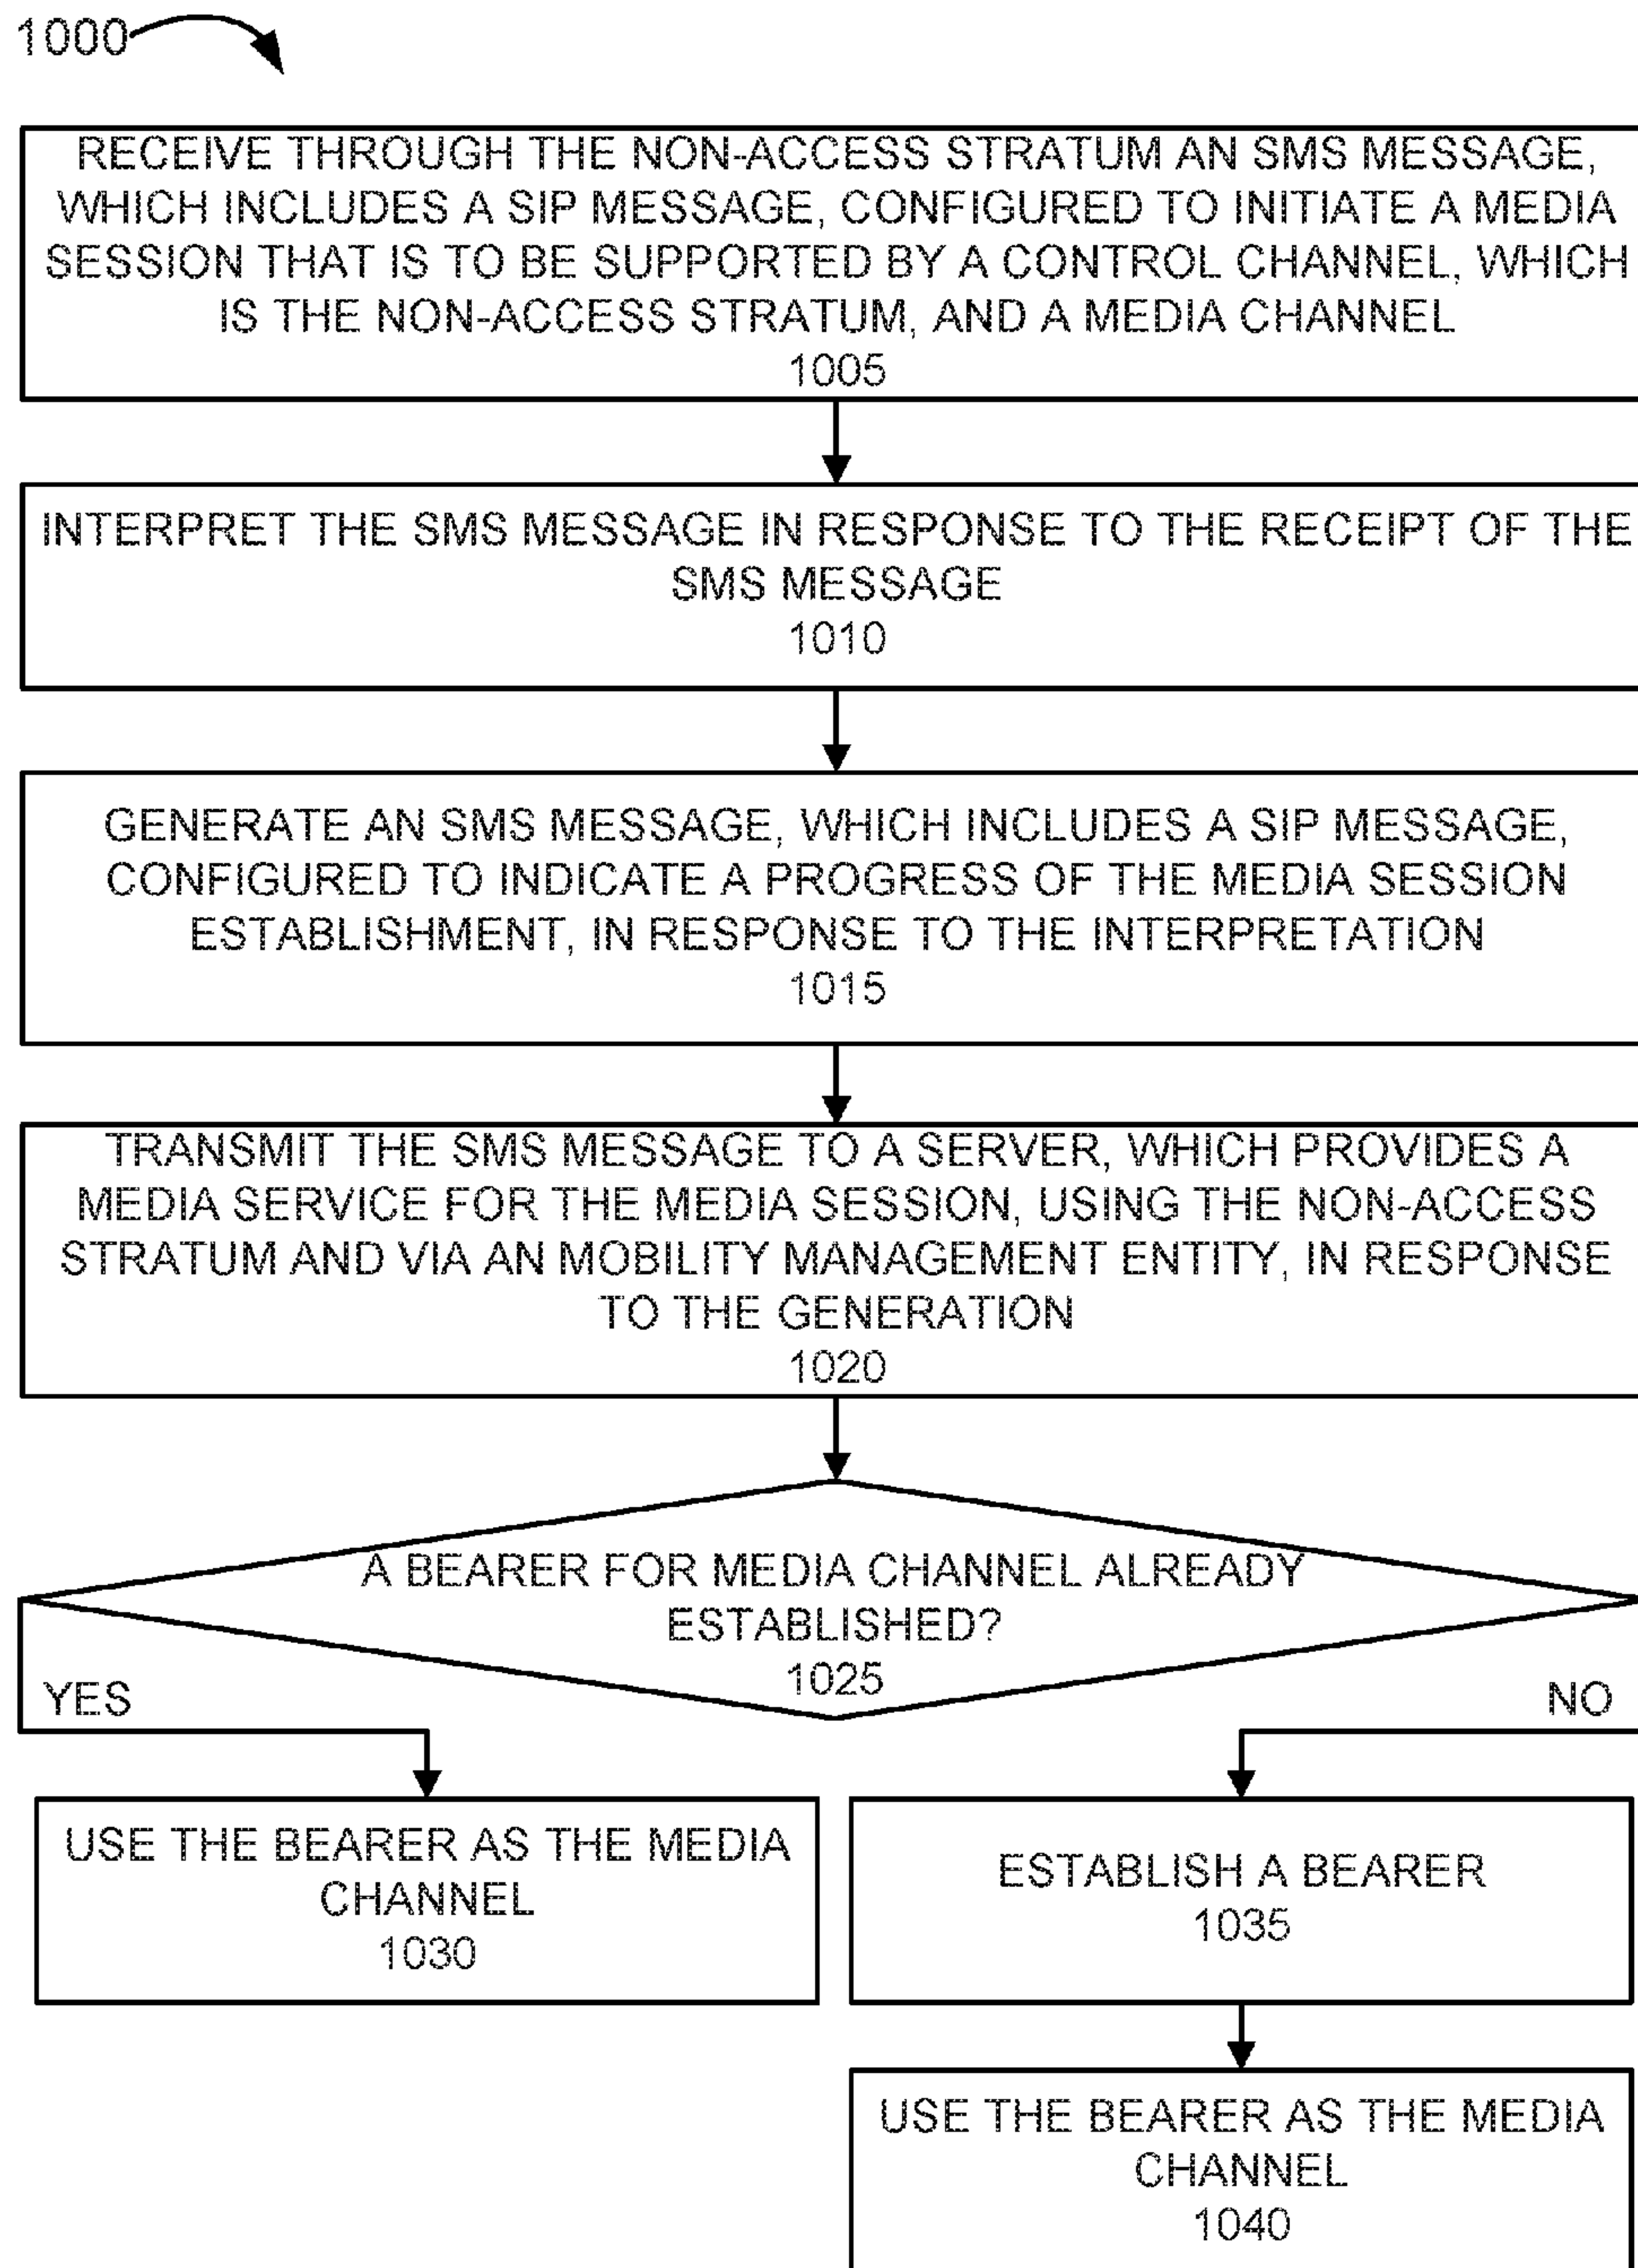 1000
RECEIVE THROUGH THE NON-ACCESS STRATUM AN SMS MESSAGE,
WHICH INCLUDES A SIP MESSAGE, CONFIGURED TO INITIATE A MEDIA
SESSION THAT IS TO BE SUPPORTED BY A CONTROL CHANNEL, WHICH
IS THE NON-ACCESS STRATUM, AND A MEDIA CHANNEL
1005
INTERPRET THE SMS MESSAGE IN RESPONSE TO THE RECEIPT OF THE
SMS MESSAGE
1010
GENERATE AN SMS MESSAGE, WHICH INCLUDES A SIP MESSAGE,
CONFIGURED TO INDICATE A PROGRESS OF THE MEDIA SESSION
ESTABLISHMENT, IN RESPONSE TO THE INTERPRETATION
1015
TRANSMIT THE SMS MESSAGE TO A SERVER, WHICH PROVIDES A
MEDIA SERVICE FOR THE MEDIA SESSION, USING THE NON-ACCESS
STRATUM AND VIA AN MOBILITY MANAGEMENT ENTITY, IN RESPONSE
TO THE GENERATION
1020
A BEARER FOR MEDIA CHANNEL ALREADY
ESTABLISHED?
1025
YES
NO
USE THE BEARER AS THE MEDIA
CHANNEL
1030
ESTABLISH A BEARER
1035
USE THE BEARER AS THE MEDIA
CHANNEL
1040